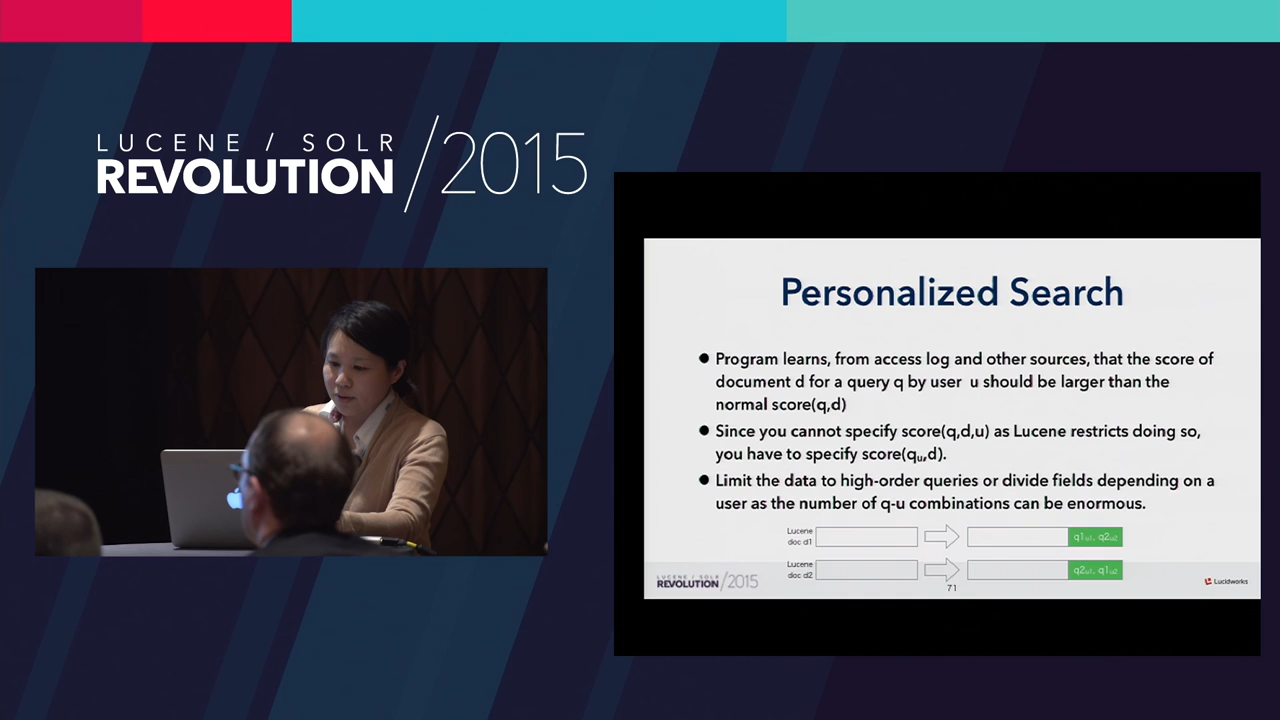 LUCENE / SOLR
REVOLUTION /2015
Personalized Search
● Program learns, from access log and other sources, that the score of
document d for a query q by user u should be larger than the
normal score(q,d)
● Since you cannot specify score(q,d,u) as Lucene restricts doing so,
you have to specify score(qu,d).
● Limit the data to high-order queries or divide fields depending on a
user as the number of q-u combinations can be enormous.
Lucene
doc d1
q1u1, q2u2
Lucene
doc d2
q2u1, q1u2
LUCENE / SOLR
REVOLUTION /2015
71
Lucidworks